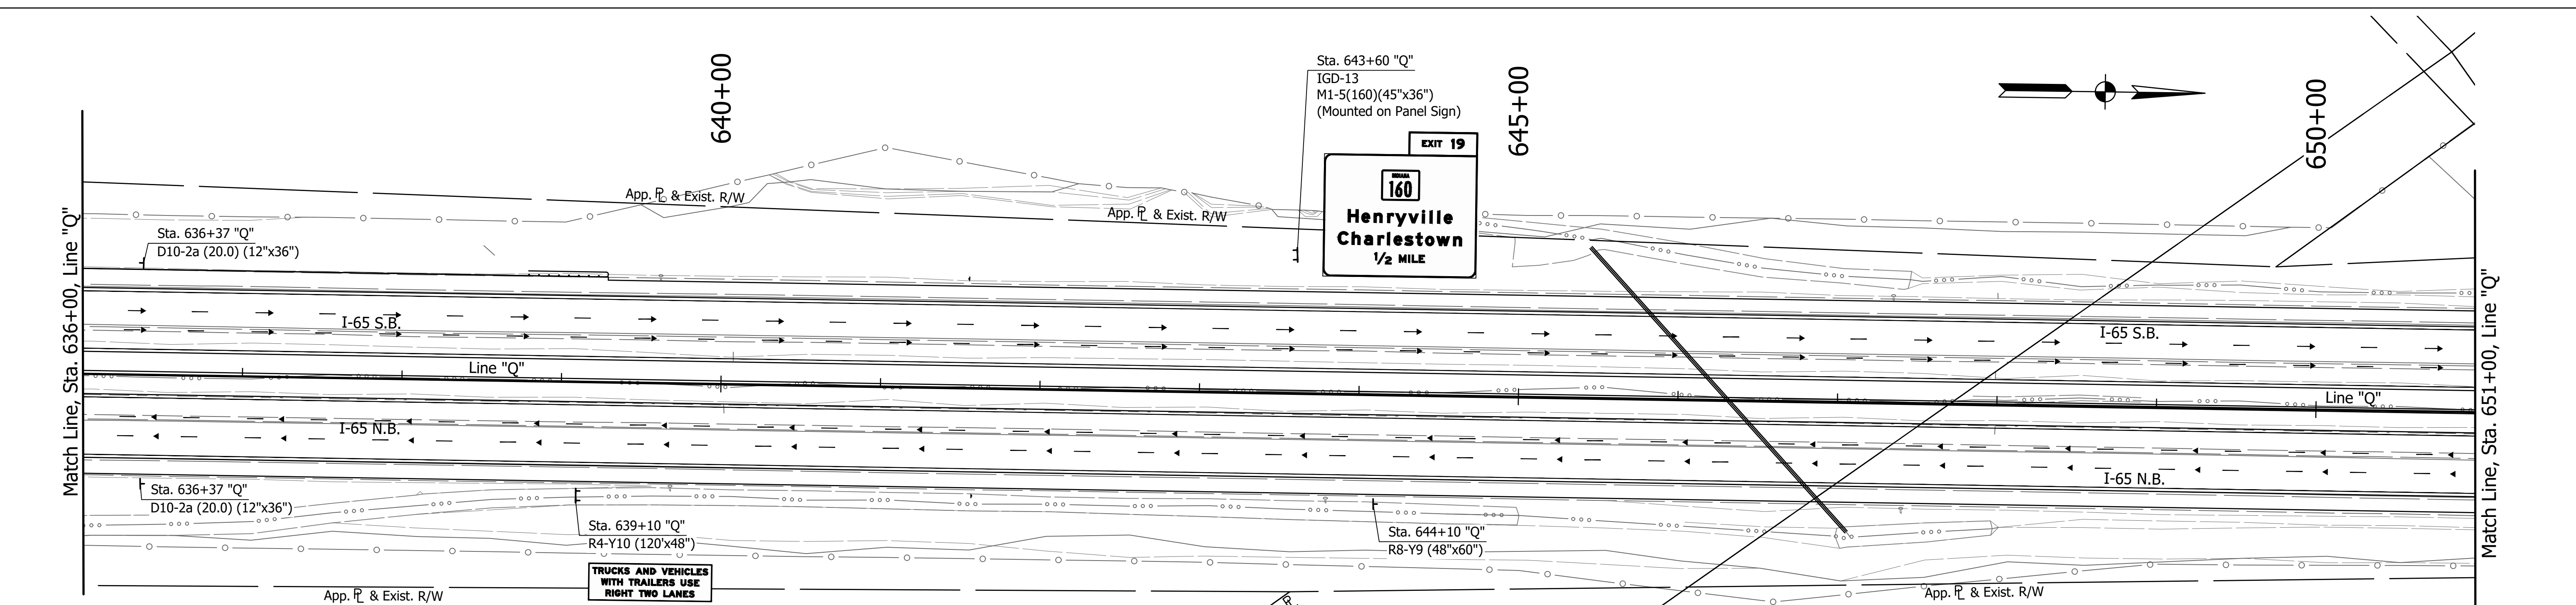 640+00
Sta. 643+60 "Q"
IGD-13
M1-5(160)(45"x36")
(Mounted on Panel Sign)
645+00
650+00
EXIT 19
INDIANA
160
Henryville
Charlestown
1/2 MILE
App. PL & Exist. R/W
App. PL & Exist. R/W
Sta. 636+37 "Q"
D10-2a (20.0) (12"x36")
Match Line, Sta. 636+00, Line "Q"
I-65 S.B.
I-65 S.B.
Line "Q"
Line "Q"
I-65 N.B.
I-65 N.B.
Match Line, Sta. 651+00, Line "Q"
Sta. 636+37 "Q"
D10-2a (20.0) (12"x36")
Sta. 639+10 "Q"
R4-Y10 (120'x48")
Sta. 644+10 "Q"
R8-Y9 (48"x60")
TRUCKS AND VEHICLES
WITH TRAILERS USE
RIGHT TWO LANES
App. PL & Exist. R/W
App. PL & Exist. R/W